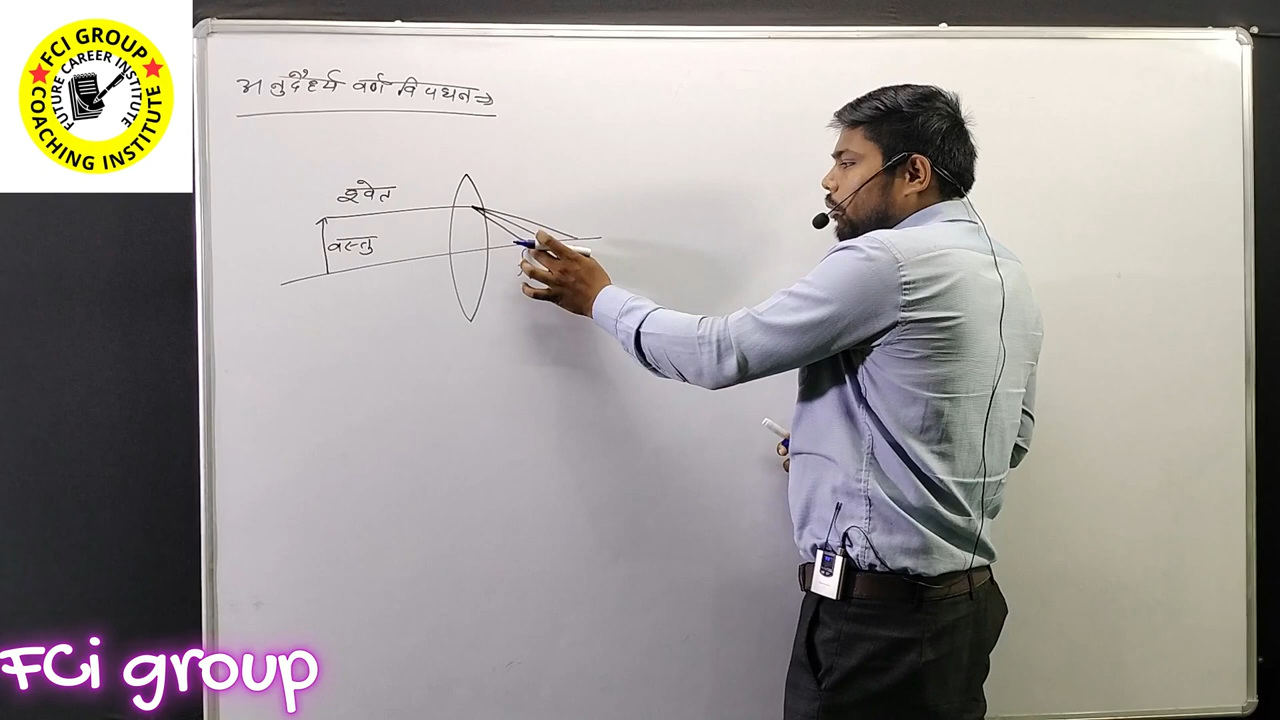 FCI GROUP
FUTURE CAREER INSTITUTE
COACHING INSTITUTE
अनुदैर्ध्य वर्ण विपथन→
श्वेत
वस्तु
FCi group